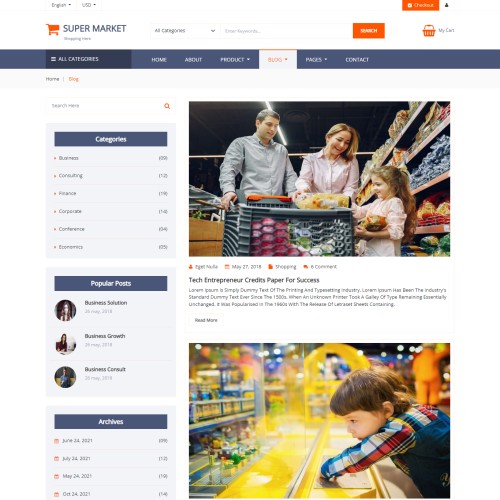 English USD Checkout
SUPER MARKET
Shopping Here
All Categories Enter Keywords... SEARCH My Cart
ALL CATEGORIES HOME ABOUT PRODUCT BLOG PAGES CONTACT
Home | Blog
Search Here
Categories
Business (09)
Consulting (12)
Finance (19)
Corporate (14)
Conference (12)
Economics (05)
Popular Posts
Business Solution
26 may, 2018
Business Growth
26 may, 2018
Business Consult
26 may, 2018
Archives
June 24, 2021 (09)
July 24, 2021 (12)
May 24, 2021 (19)
Oct 24, 2021 (14)
Eget Nulla May 27, 2018 Shopping 6 Comment
Tech Entrepreneur Credits Paper For Success
Lorem Ipsum Is Simply Dummy Text Of The Printing And Typesetting Industry. Lorem Ipsum Has Been The Industry's
Standard Dummy Text Ever Since The 1500s, When An Unknown Printer Took A Galley Of Type Remaining Essentially
Unchanged. It Was Popularised In The 1960s With The Release Of Letraset Sheets Containing.
Read More